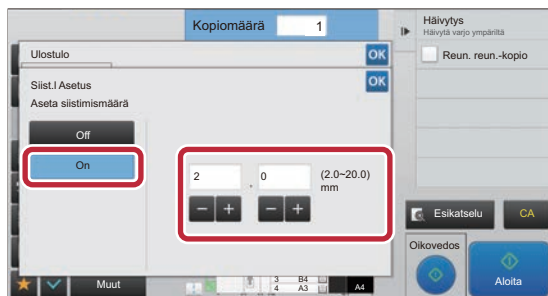 Kopiomäärä 1
Häivytys
Häivytä varjo ympäriltä
Reun. reun.-kopio
Ulostulo OK
Siist.l Asetus OK
Aseta siistimismäärä
Off
On
2 . 0 (2.0~20.0)
mm
− + − +
Esikatselu CA
Oikovedos
Aloita
Muut
3 B4
4 A3
A4